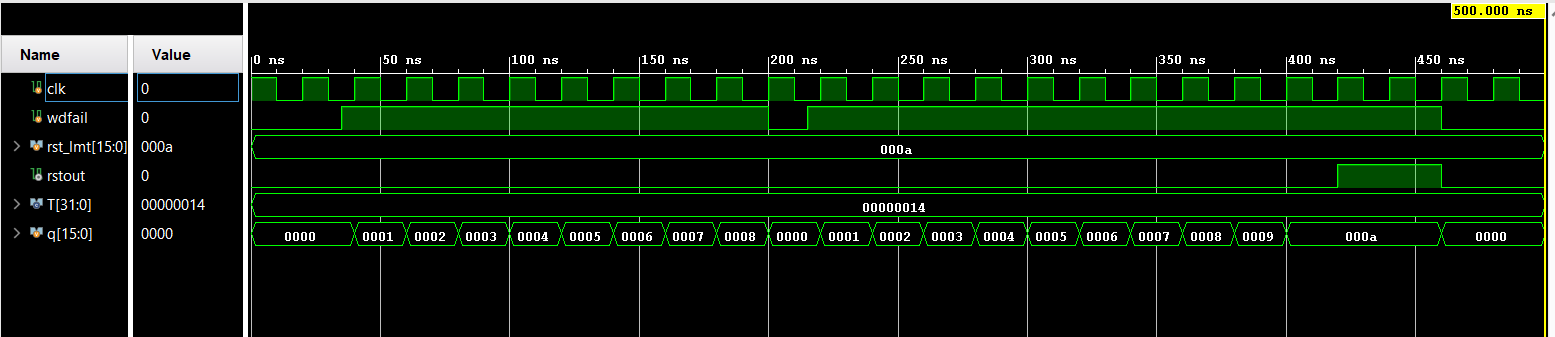 500.000 ns
Name Value
0 ns 50 ns 100 ns 150 ns 200 ns 250 ns 300 ns 350 ns 400 ns 450 ns
clk 0
wdfail 0
rst_lmt[15:0] 000a 000a
rstout 0
T[31:0] 00000014 00000014
q[15:0] 0000 0000 0001 0002 0003 0004 0005 0006 0007 0008 0000 0001 0002 0003 0004 0005 0006 0007 0008 0009 000a 0000